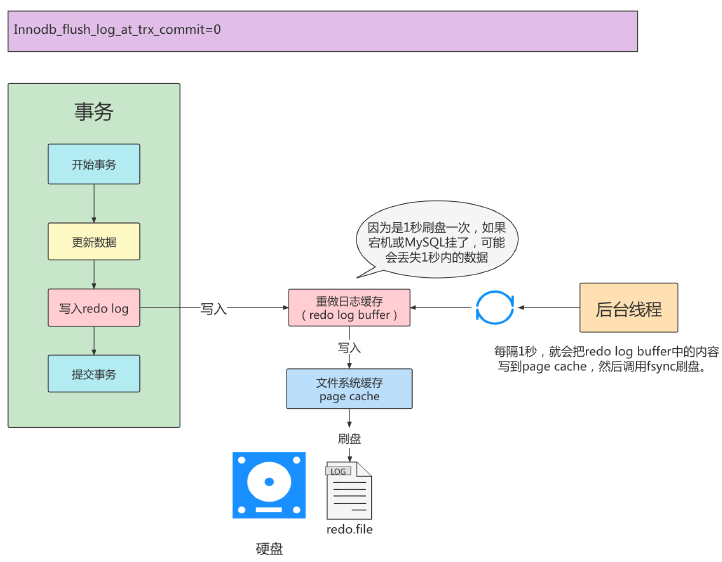 Innodb_flush_log_at_trx_commit=0
事务
开始事务
更新数据
写入redo log
提交事务
写入
因为是1秒刷盘一次，如果
宕机或MySQL挂了，可能
会丢失1秒内的数据
重做日志缓存
（redo log buffer）
写入
文件系统缓存
page cache
刷盘
LOG
redo.file
硬盘
后台线程
每隔1秒，就会把redo log buffer中的内容
写到page cache，然后调用fsync刷盘。